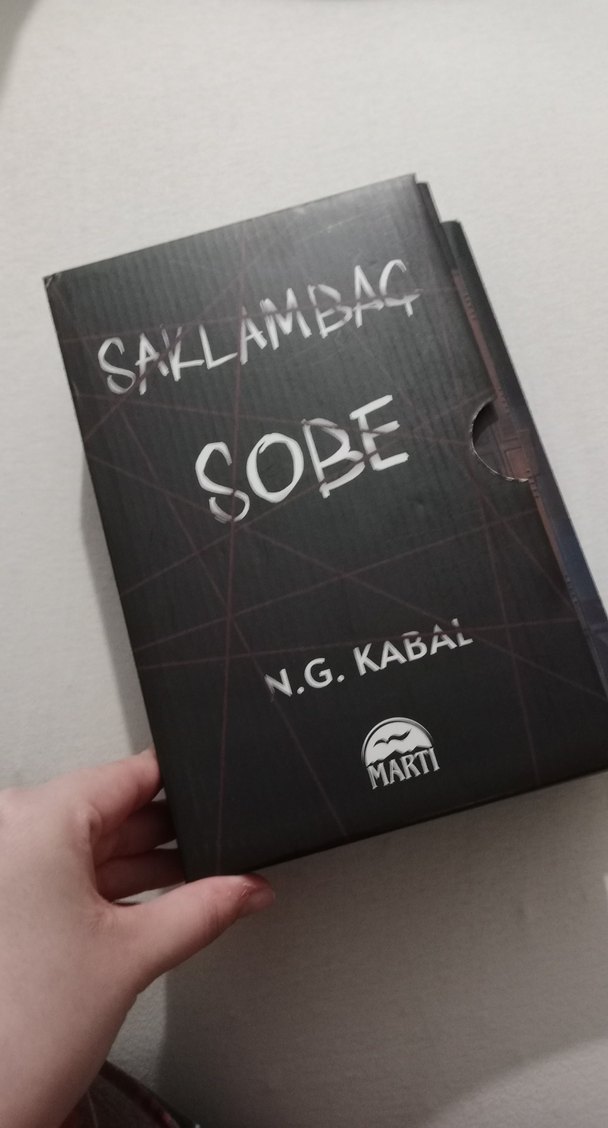 SAKLAMBAÇ
SOBE
N.G. KABAL
MARTI